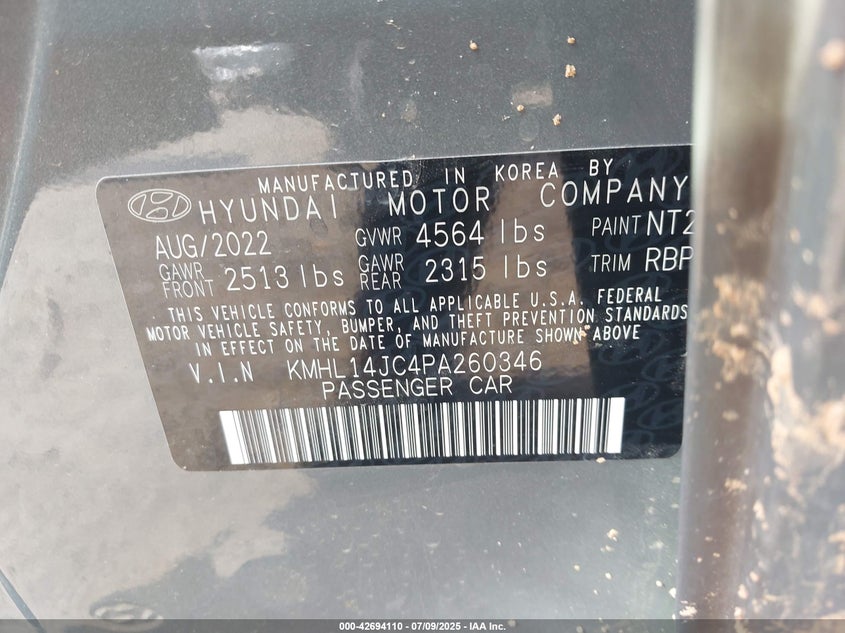 MANUFACTURED IN KOREA BY
HYUNDAI MOTOR COMPANY
AUG/2022 GVWR 4564 lbs PAINT NT2
GAWR FRONT 2513 lbs GAWR REAR 2315 lbs TRIM RBP
THIS VEHICLE CONFORMS TO ALL APPLICABLE U.S.A. FEDERAL
MOTOR VEHICLE SAFETY, BUMPER, AND THEFT PREVENTION STANDARDS
IN EFFECT ON THE DATE OF MANUFACTURE SHOWN ABOVE
V.I.N KMHL14JC4PA260346
PASSENGER CAR
000-42694110 - 07/09/2025 - IAA Inc.